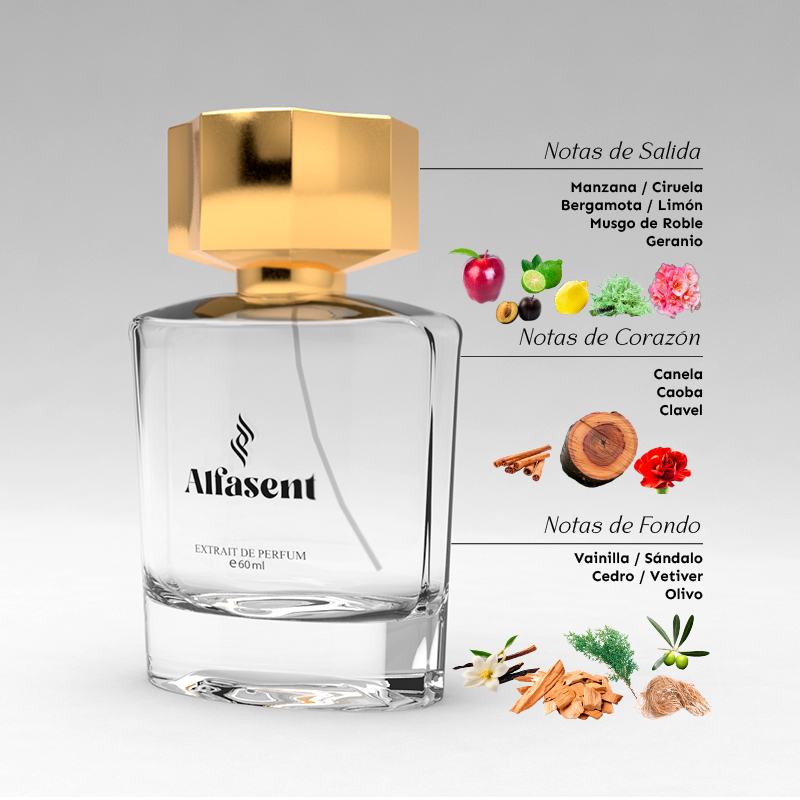 Notas de Salida
Manzana / Ciruela
Bergamota / Limón
Musgo de Roble
Geranio
Notas de Corazón
Canela
Caoba
Clavel
Alfasent
EXTRAIT DE PERFUM
e60ml
Notas de Fondo
Vainilla / Sándalo
Cedro / Vetiver
Olivo